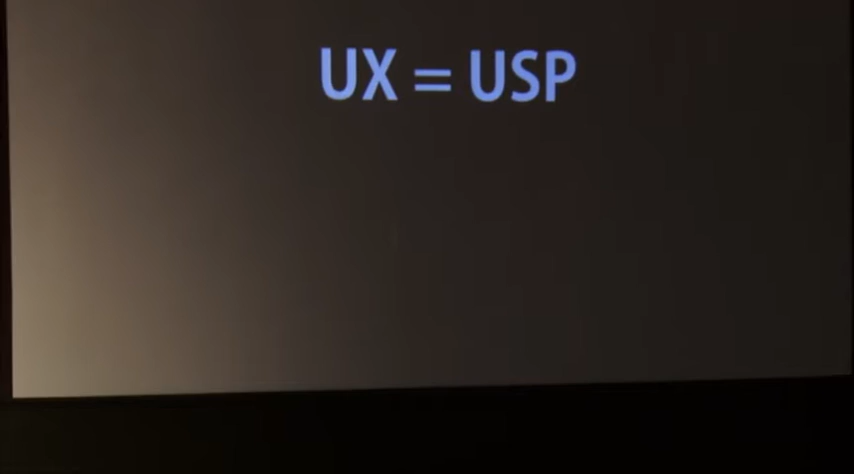 UX = USP